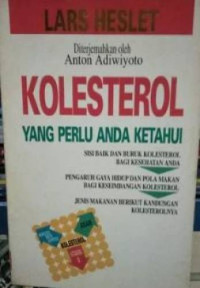 LARS HESLET
Diterjemahkan oleh
Anton Adiwiyoto
KOLESTEROL
YANG PERLU ANDA KETAHUI
SISI BAIK DAN BURUK KOLESTEROL
BAGI KESEHATAN ANDA
PENGARUH GAYA HIDUP DAN POLA MAKAN
BAGI KESEIMBANGAN KOLESTEROL
JENIS MAKANAN BERIKUT KANDUNGAN
KOLESTEROLNYA
KOLESTEROL